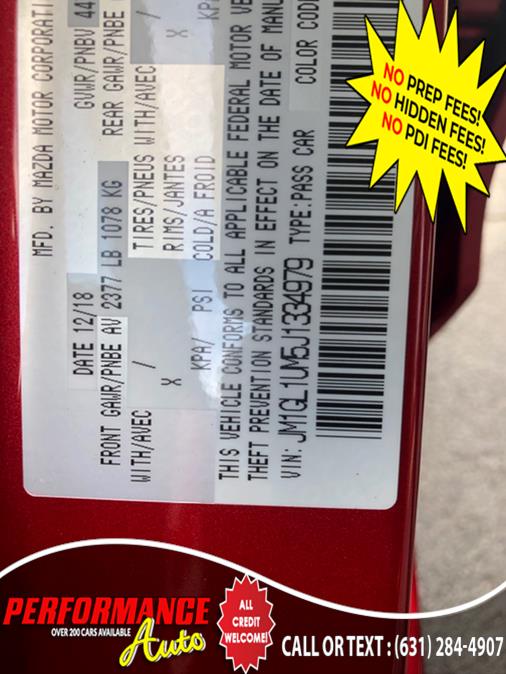 MFD. BY MAZDA MOTOR CORPORATI
DATE 12/18
GVWR/PNBV 44
FRONT GAWR/PNBE AV 2377 LB 1078 KG
REAR GAWR/PNBE
WITH/AVEC /
TIRES/PNEUS WITH/AVEC/
X
RIMS/JANTES
X
KPA/ PSI
COLD/A FROID
KP
THIS VEHICLE CONFORMS TO ALL APPLICABLE FEDERAL MOTOR VE
THEFT PREVENTION STANDARDS IN EFFECT ON THE DATE OF MANU
VIN: JM1GL1UM5J1334979 TYPE:PASS CAR
COLOR COD
NO PREP FEES!
NO HIDDEN FEES!
NO PDI FEES!
PERFORMANCE
OVER 200 CARS AVAILABLE
Auto
ALL
CREDIT
WELCOME!
CALL OR TEXT : (631) 284-4907